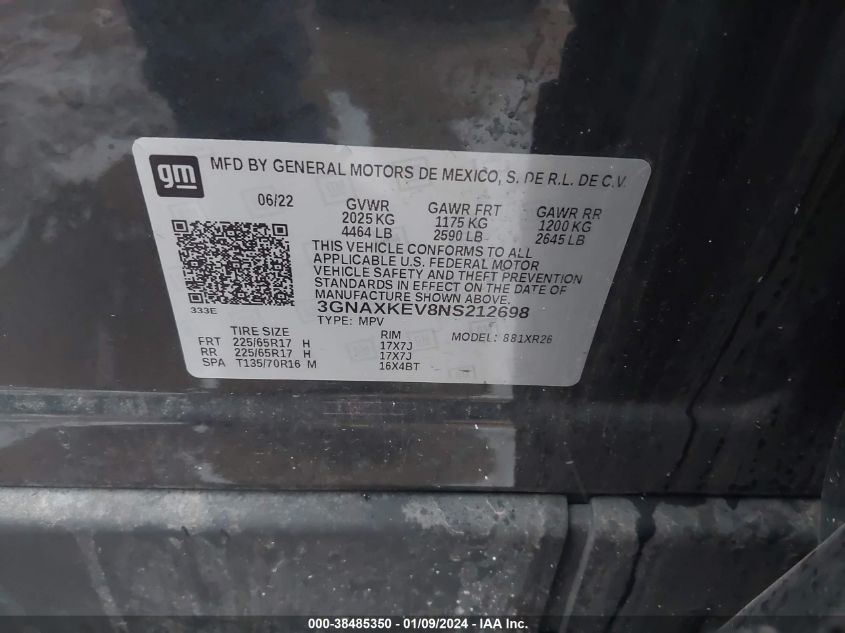 gm
MFD BY GENERAL MOTORS DE MEXICO, S. DE R.L. DE C.V.
06/22 GVWR GAWR FRT GAWR RR
2025 KG 1175 KG 1200 KG
4464 LB 2590 LB 2645 LB
THIS VEHICLE CONFORMS TO ALL
APPLICABLE U.S. FEDERAL MOTOR
VEHICLE SAFETY AND THEFT PREVENTION
STANDARDS IN EFFECT ON THE DATE OF
MANUFACTURE SHOWN ABOVE.
333E 3GNAXKEV8NS212698
TYPE: MPV MODEL: 881XR26
TIRE SIZE RIM
FRT 225/65R17 H 17X7J
RR 225/65R17 H 17X7J
SPA T135/70R16 M 16X4BT
000-38485350 - 01/09/2024 - IAA Inc.